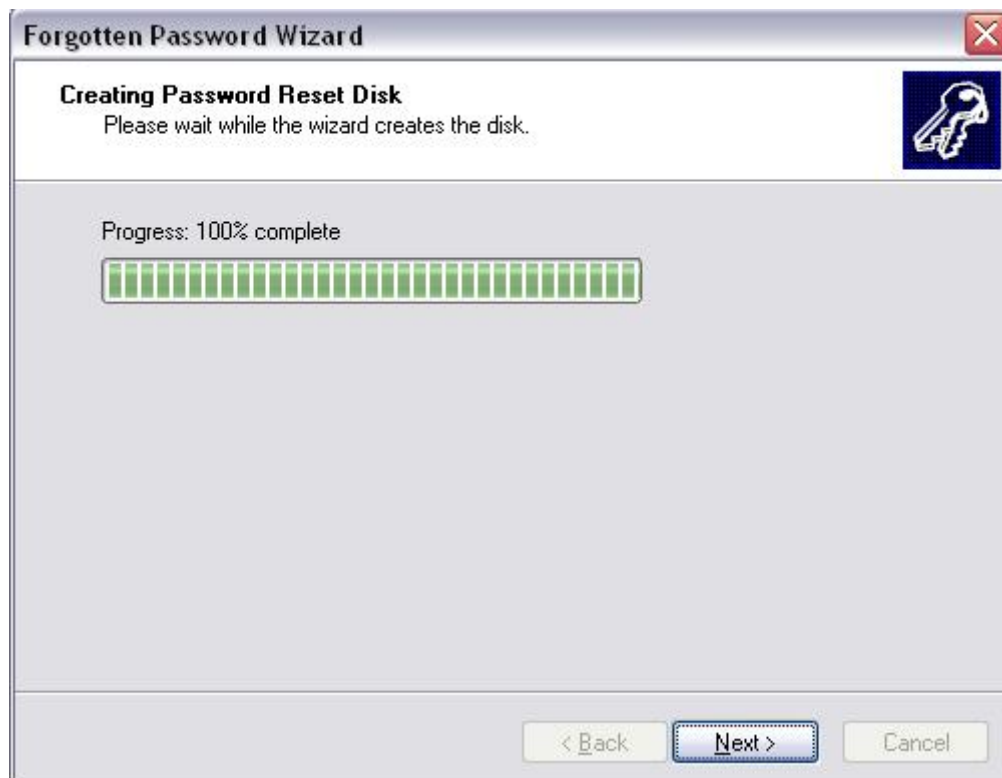 Forgotten Password Wizard
Creating Password Reset Disk
Please wait while the wizard creates the disk.
Progress: 100% complete
< Back Next > Cancel